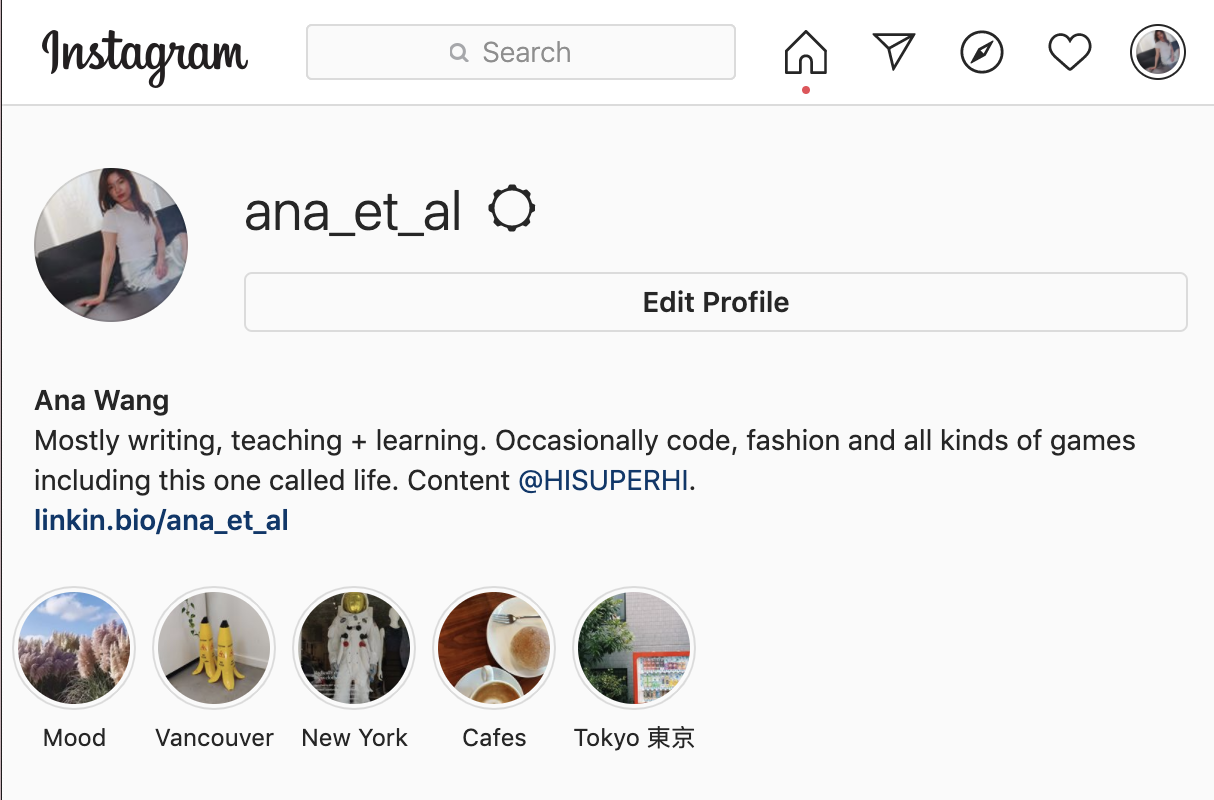 Instagram
Search
ana_et_al
Edit Profile
Ana Wang
Mostly writing, teaching + learning. Occasionally code, fashion and all kinds of games
including this one called life. Content @HISUPERHI.
linkin.bio/ana_et_al
Mood
Vancouver
New York
Cafes
Tokyo 東京